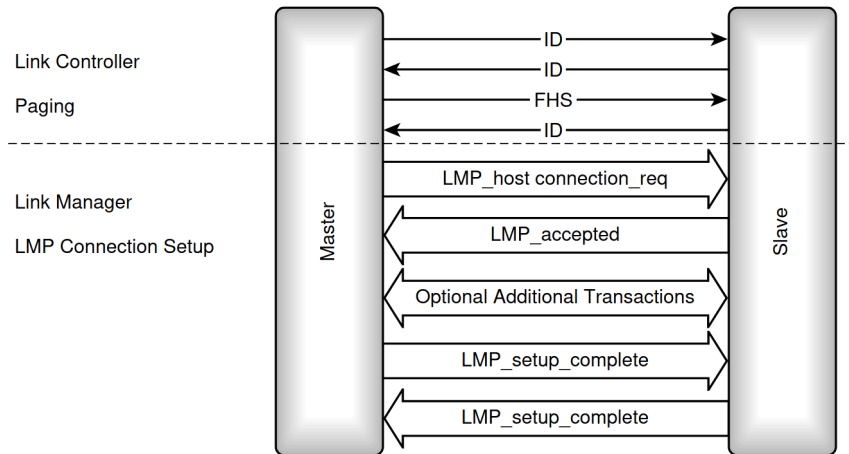 Link Controller
Paging
Link Manager
LMP Connection Setup
Master
ID
ID
FHS
ID
LMP_host connection_req
LMP_accepted
Optional Additional Transactions
LMP_setup_complete
LMP_setup_complete
Slave